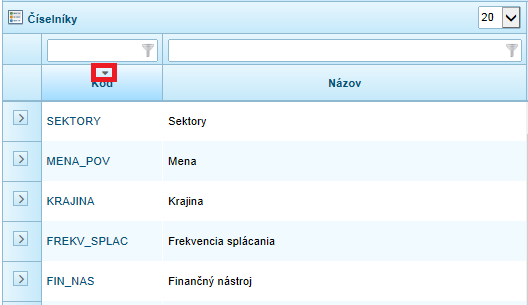 Číselníky
20
Kód
Názov
SEKTORY
Sektory
MENA_POV
Mena
KRAJINA
Krajina
FREKV_SPLAC
Frekvencia splácania
FIN_NAS
Finančný nástroj